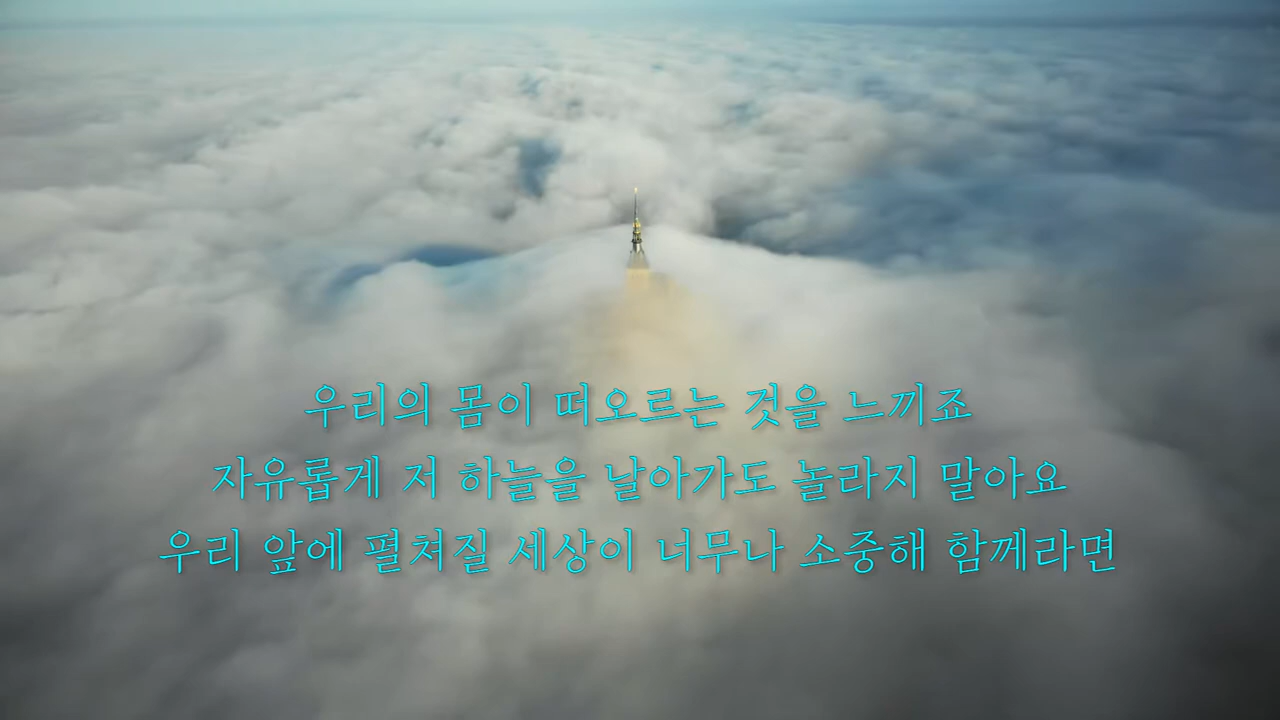 우리의 몸이 떠오르는 것을 느끼죠
자유롭게 저 하늘을 날아가도 놀라지 말아요
우리 앞에 펼쳐질 세상이 너무나 소중해 함께라면